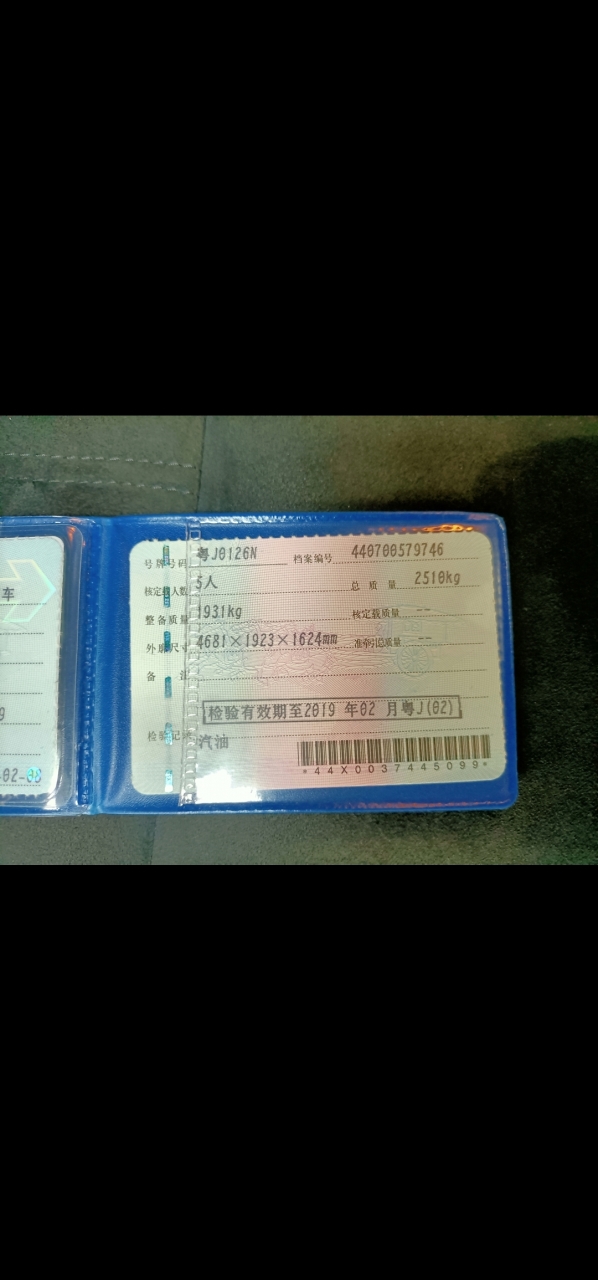 车
9
-02-08
号牌号码 粤J0126N 档案编号 440700579746
核定载人数 5人 总质量 2510kg
整备质量 1931kg 核定载质量 --
外廓尺寸 4681×1923×1624mm 准牵引总质量 --
备注
检验有效期至2019年02月粤J(02)
检验记录 汽油
*44X0037445099*